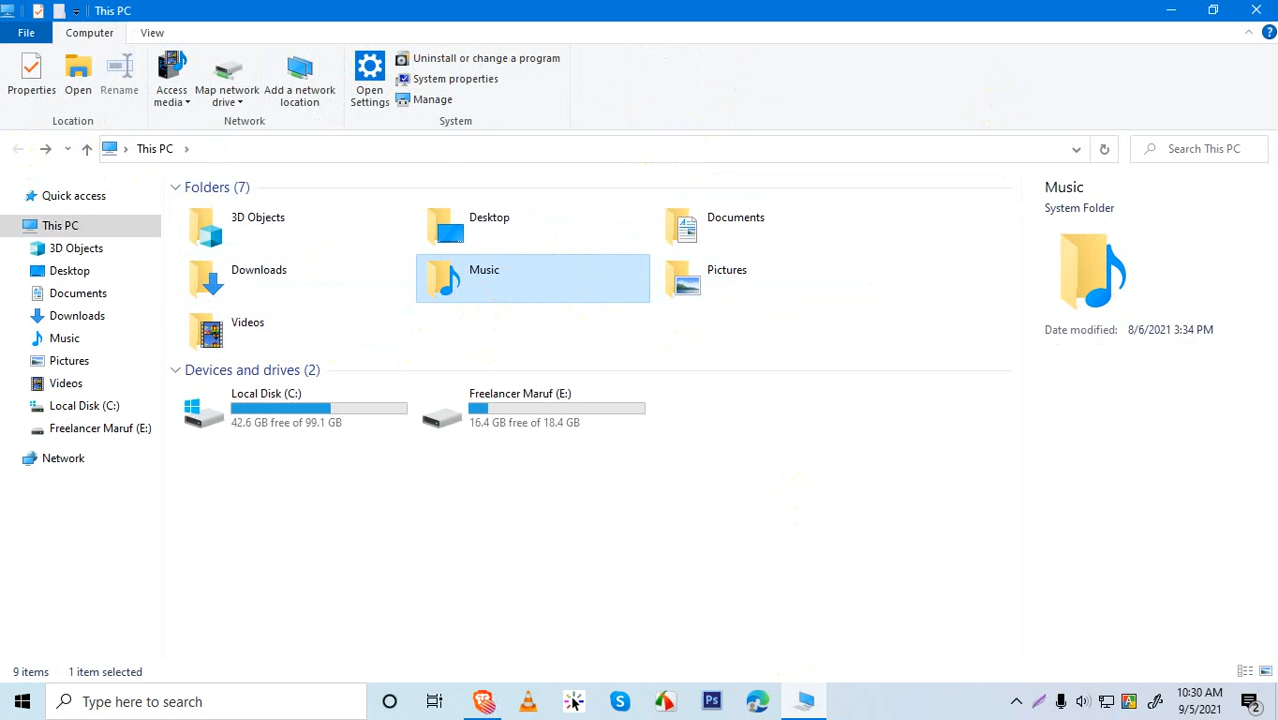 This PC
File Computer View
Properties Open Rename Access media Map network drive Add a network location Open Settings Uninstall or change a program
System properties
Manage
Location Network System
This PC Search This PC
Quick access
This PC
3D Objects
Desktop
Documents
Downloads
Music
Pictures
Videos
Local Disk (C:)
Freelancer Maruf (E:)
Network
Folders (7)
3D Objects Desktop Documents
Downloads Music Pictures
Videos
Devices and drives (2)
Local Disk (C:) Freelancer Maruf (E:)
42.6 GB free of 99.1 GB 16.4 GB free of 18.4 GB
Music
System Folder
Date modified: 8/6/2021 3:34 PM
9 items 1 item selected
Type here to search Ps 10:30 AM
9/5/2021 2